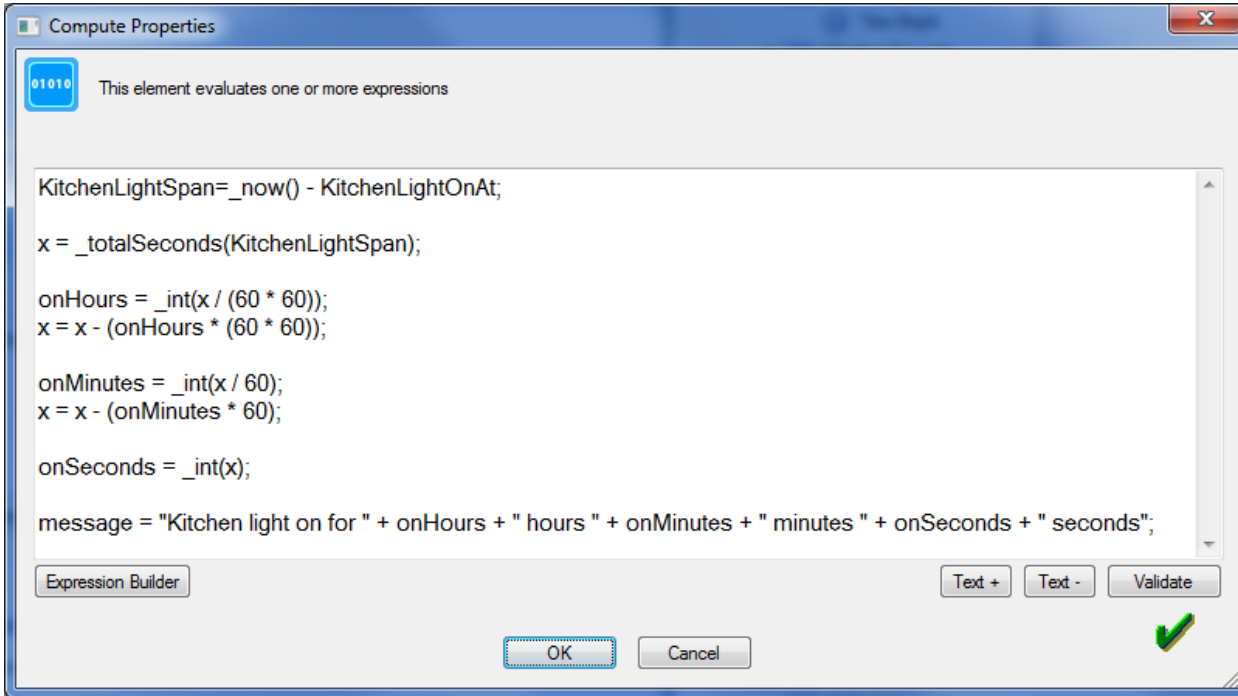 Compute Properties
x
01010
This element evaluates one or more expressions
KitchenLightSpan=_now() - KitchenLightOnAt;
x = _totalSeconds(KitchenLightSpan);
onHours = _int(x / (60 * 60));
x = x - (onHours * (60 * 60));
onMinutes = _int(x / 60);
x = x - (onMinutes * 60);
onSeconds = _int(x);
message = "Kitchen light on for " + onHours + " hours " + onMinutes + " minutes " + onSeconds + " seconds";
Expression Builder
Text +
Text -
Validate
OK
Cancel